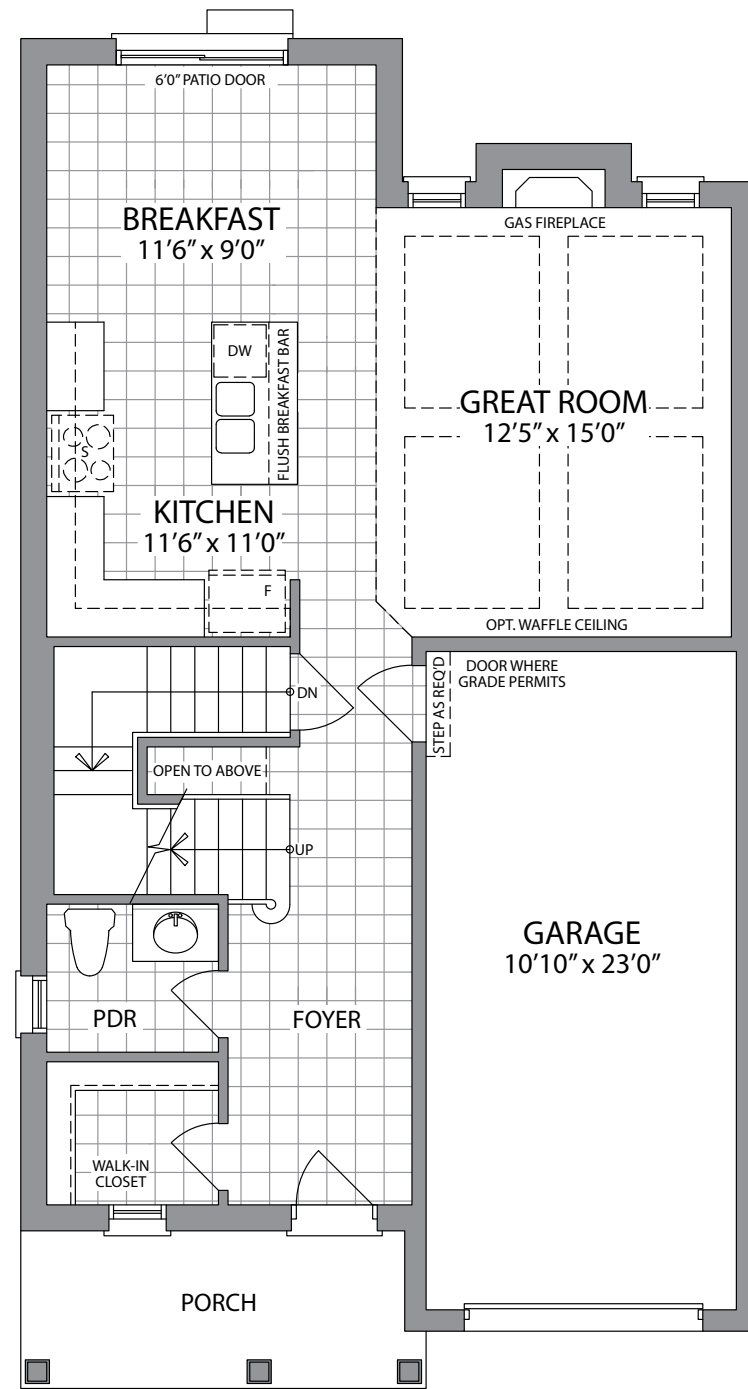 6'0" PATIO DOOR
BREAKFAST
11'6" x 9'0"
GAS FIREPLACE
DW
FLUSH BREAKFAST BAR
GREAT ROOM
12'5" x 15'0"
S
KITCHEN
11'6" x 11'0"
F
OPT. WAFFLE CEILING
DN
STEP AS REQ'D
DOOR WHERE
GRADE PERMITS
OPEN TO ABOVE
UP
GARAGE
10'10" x 23'0"
PDR
FOYER
WALK-IN
CLOSET
PORCH